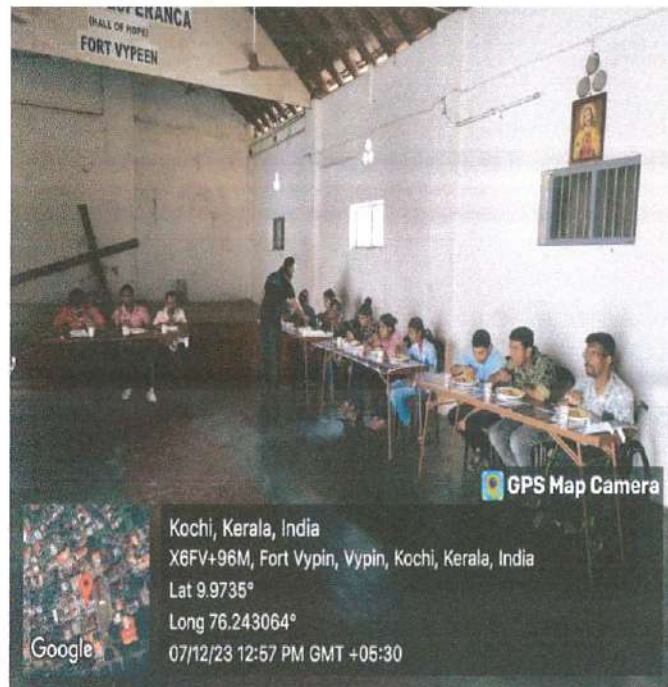 (HALL OF HOPE)
FORT VYPEEN
GPS Map Camera
Kochi, Kerala, India
X6FV+96M, Fort Vypin, Vypin, Kochi, Kerala, India
Lat 9.9735°
Long 76.243064°
07/12/23 12:57 PM GMT +05:30
Google